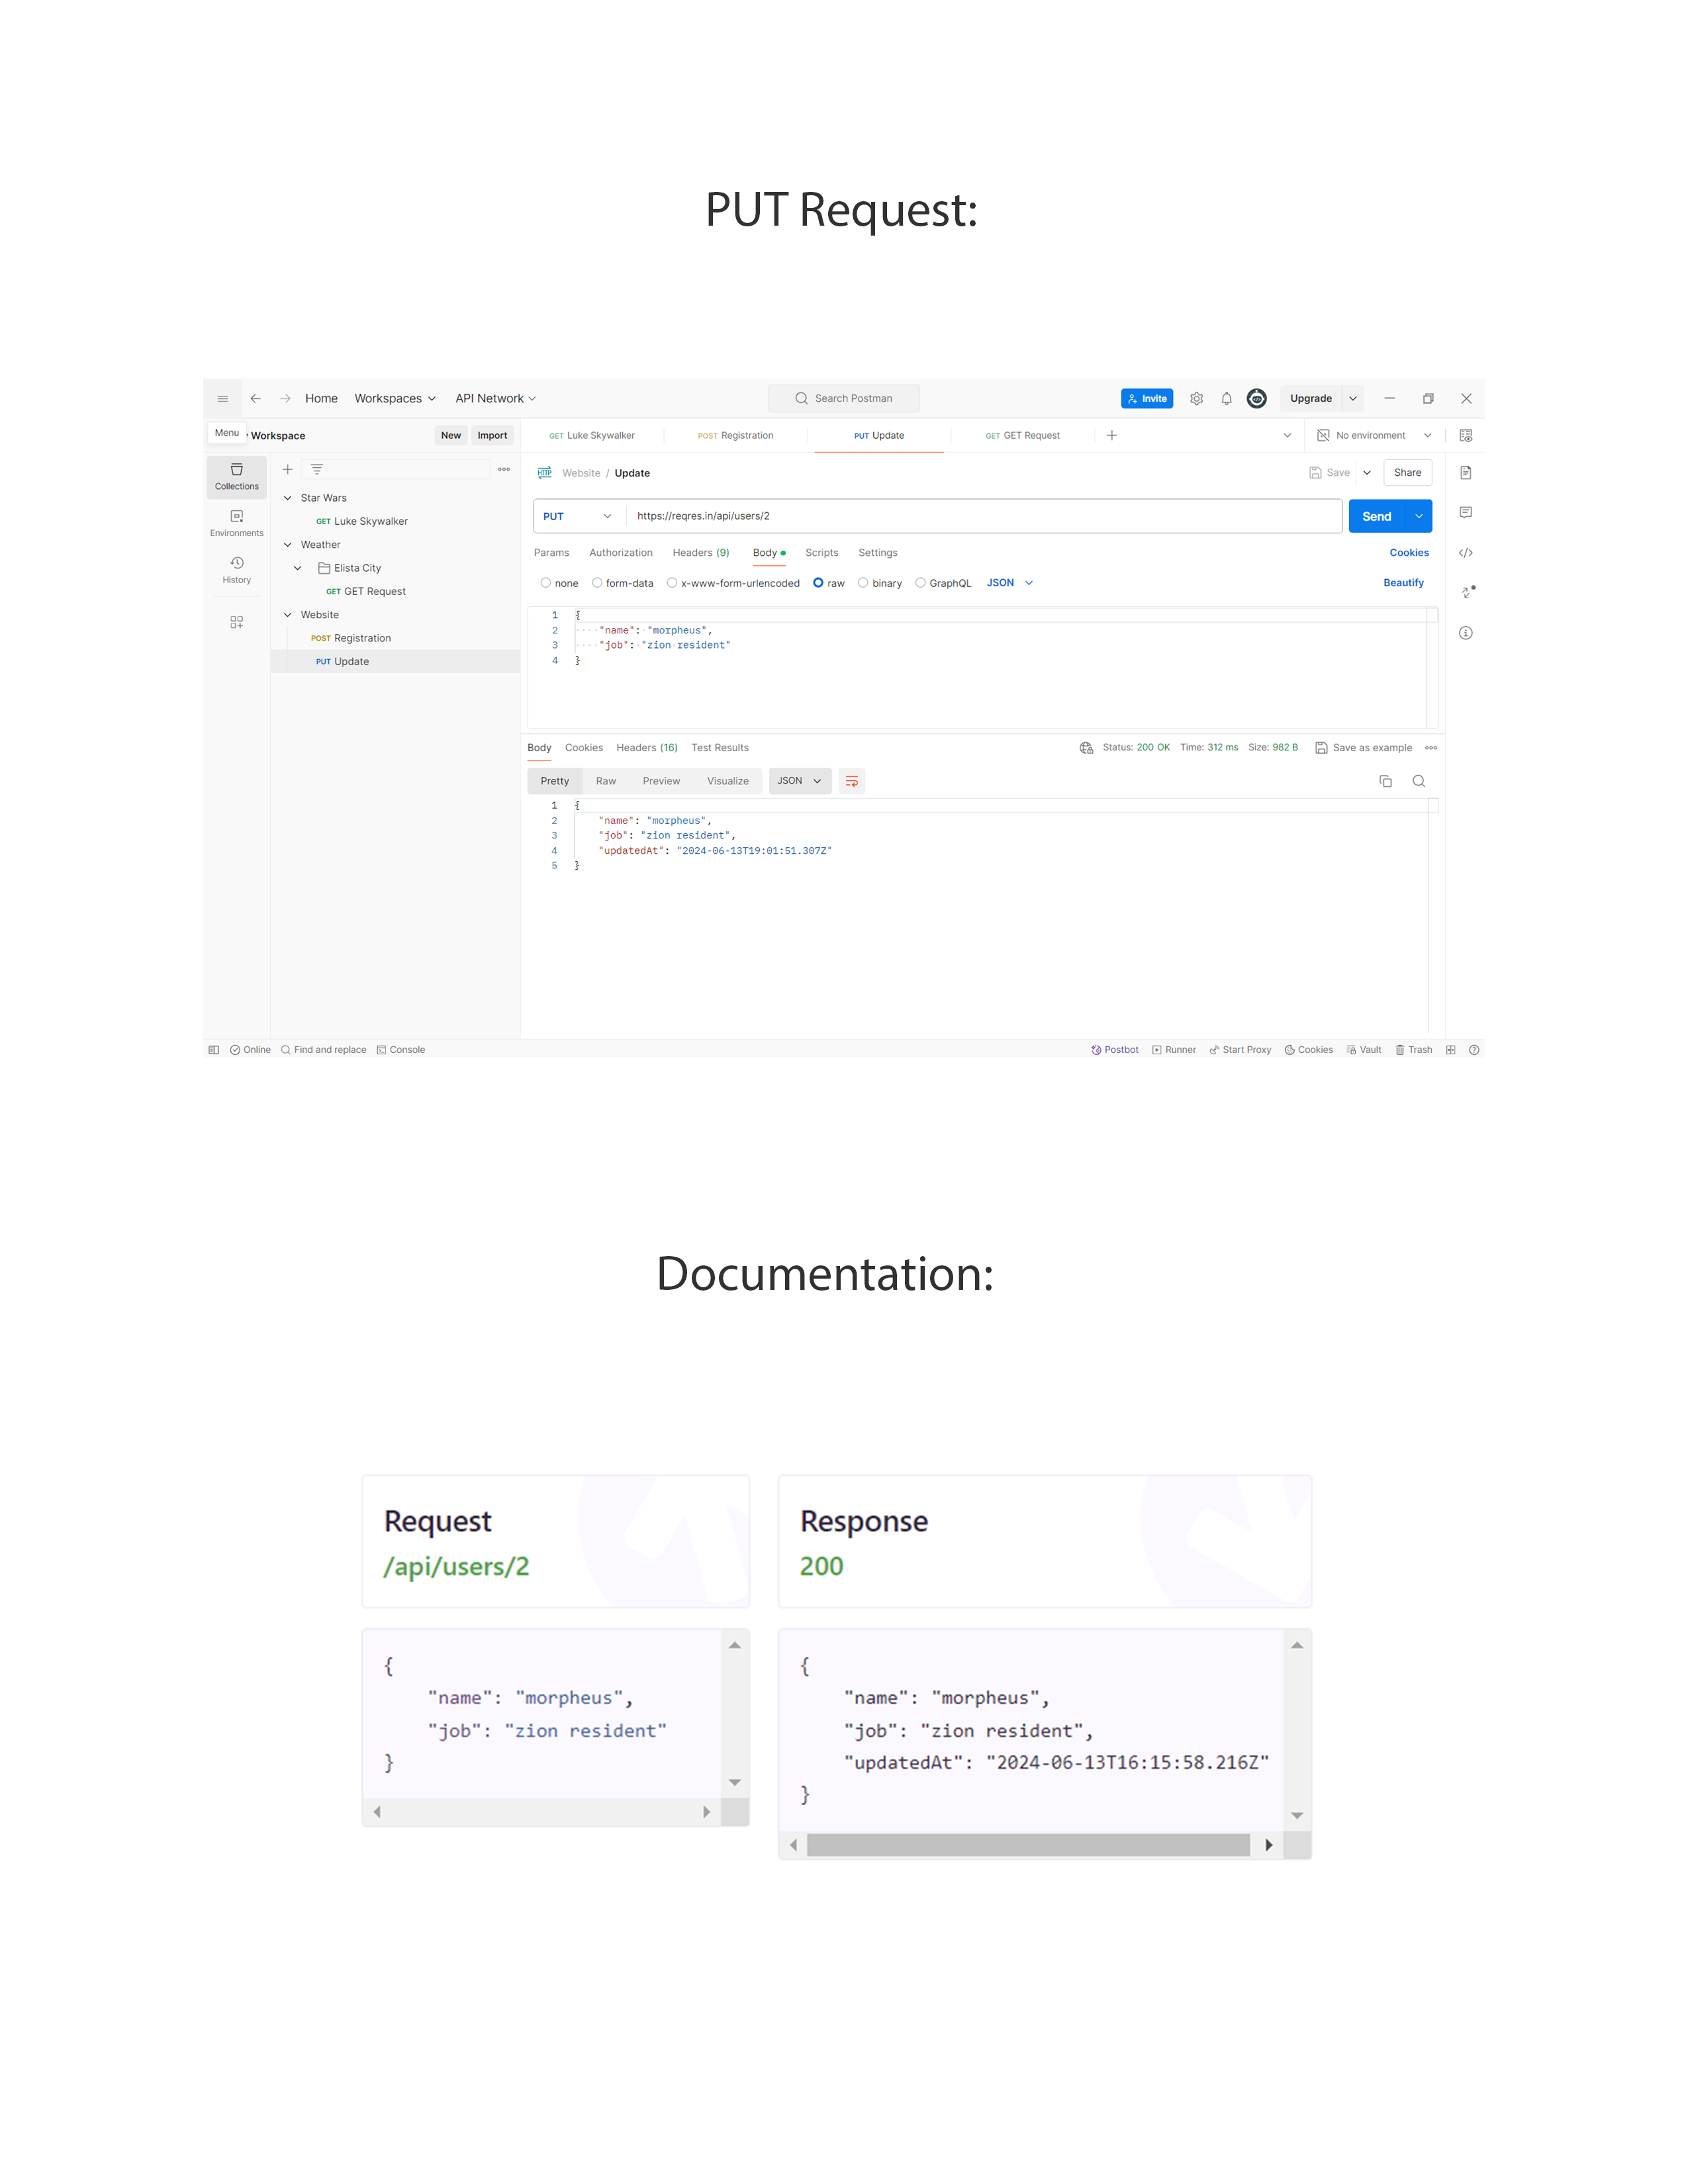 PUT Request:
Home Workspaces API Network Search Postman Invite Upgrade
Menu Workspace New Import GET Luke Skywalker POST Registration PUT Update GET GET Request No environment
Collections
Environments
History
Star Wars
GET Luke Skywalker
Weather
Elista City
GET GET Request
Website
POST Registration
PUT Update
HTTP Website / Update Save Share
PUT https://reqres.in/api/users/2 Send
Params Authorization Headers (9) Body Scripts Settings Cookies
none form-data x-www-form-urlencoded raw binary GraphQL JSON Beautify
1 {
2 "name": "morpheus",
3 "job": "zion resident"
4 }
Body Cookies Headers (16) Test Results Status: 200 OK Time: 312 ms Size: 982 B Save as example
Pretty Raw Preview Visualize JSON
1 {
2 "name": "morpheus",
3 "job": "zion resident",
4 "updatedAt": "2024-06-13T19:01:51.307Z"
5 }
Online Find and replace Console Postbot Runner Start Proxy Cookies Vault Trash
Documentation:
Request
/api/users/2
{
"name": "morpheus",
"job": "zion resident"
}
Response
200
{
"name": "morpheus",
"job": "zion resident",
"updatedAt": "2024-06-13T16:15:58.216Z"
}